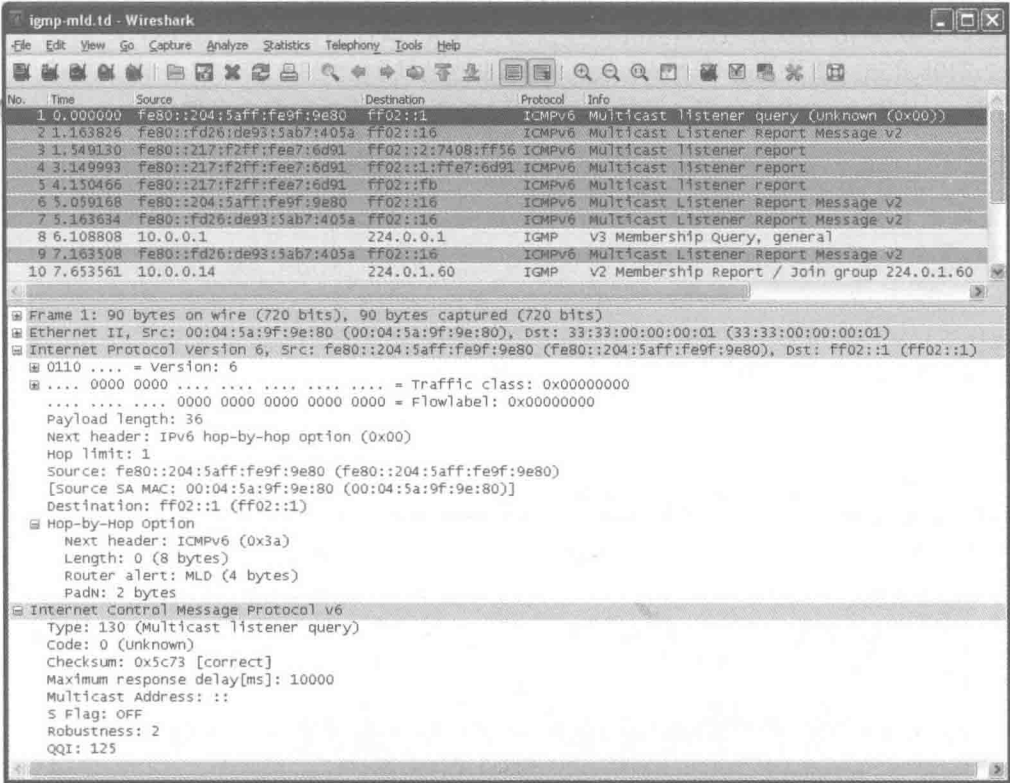 igmp-mld.td - Wireshark
File Edit View Go Capture Analyze Statistics Telephony Tools Help
No. Time Source Destination Protocol Info
1 0.000000 fe80::204:5aff:fe9f:9e80 ff02::1 ICMPv6 Multicast listener query (Unknown (0x00))
2 1.163826 fe80::fd26:de93:5ab7:405a ff02::16 ICMPv6 Multicast Listener Report Message v2
3 1.549130 fe80::217:f2ff:fee7:6d91 ff02::2:7408:ff56 ICMPv6 Multicast listener report
4 3.149993 fe80::217:f2ff:fee7:6d91 ff02::1:ffe7:6d91 ICMPv6 Multicast listener report
5 4.150466 fe80::217:f2ff:fee7:6d91 ff02::fb ICMPv6 Multicast listener report
6 5.059168 fe80::204:5aff:fe9f:9e80 ff02::16 ICMPv6 Multicast Listener Report Message v2
7 5.163634 fe80::fd26:de93:5ab7:405a ff02::16 ICMPv6 Multicast Listener Report Message v2
8 6.108808 10.0.0.1 224.0.0.1 IGMP V3 Membership Query, general
9 7.163508 fe80::fd26:de93:5ab7:405a ff02::16 ICMPv6 Multicast Listener Report Message v2
10 7.653561 10.0.0.14 224.0.1.60 IGMP V2 Membership Report / Join group 224.0.1.60
Frame 1: 90 bytes on wire (720 bits), 90 bytes captured (720 bits)
Ethernet II, Src: 00:04:5a:9f:9e:80 (00:04:5a:9f:9e:80), Dst: 33:33:00:00:00:01 (33:33:00:00:00:01)
Internet Protocol Version 6, Src: fe80::204:5aff:fe9f:9e80 (fe80::204:5aff:fe9f:9e80), Dst: ff02::1 (ff02::1)
0110 .... = Version: 6
.... 0000 0000 .... .... .... .... .... = Traffic class: 0x00000000
.... .... .... 0000 0000 0000 0000 0000 = Flowlabel: 0x00000000
Payload length: 36
Next header: IPv6 hop-by-hop option (0x00)
Hop limit: 1
Source: fe80::204:5aff:fe9f:9e80 (fe80::204:5aff:fe9f:9e80)
[Source SA MAC: 00:04:5a:9f:9e:80 (00:04:5a:9f:9e:80)]
Destination: ff02::1 (ff02::1)
Hop-by-Hop Option
Next header: ICMPv6 (0x3a)
Length: 0 (8 bytes)
Router alert: MLD (4 bytes)
PadN: 2 bytes
Internet Control Message Protocol v6
Type: 130 (Multicast listener query)
Code: 0 (Unknown)
Checksum: 0x5c73 [correct]
Maximum response delay[ms]: 10000
Multicast Address: ::
S Flag: OFF
Robustness: 2
QQI: 125